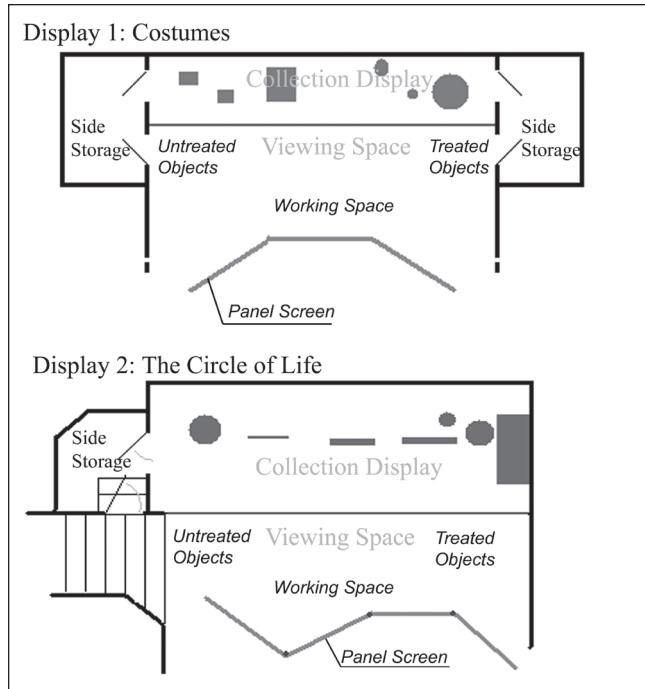 Display 1: Costumes
Collection Display
Side
Storage
Untreated
Objects
Viewing Space
Treated
Objects
Side
Storage
Working Space
Panel Screen
Display 2: The Circle of Life
Side
Storage
Collection Display
Untreated
Objects
Viewing Space
Treated
Objects
Working Space
Panel Screen